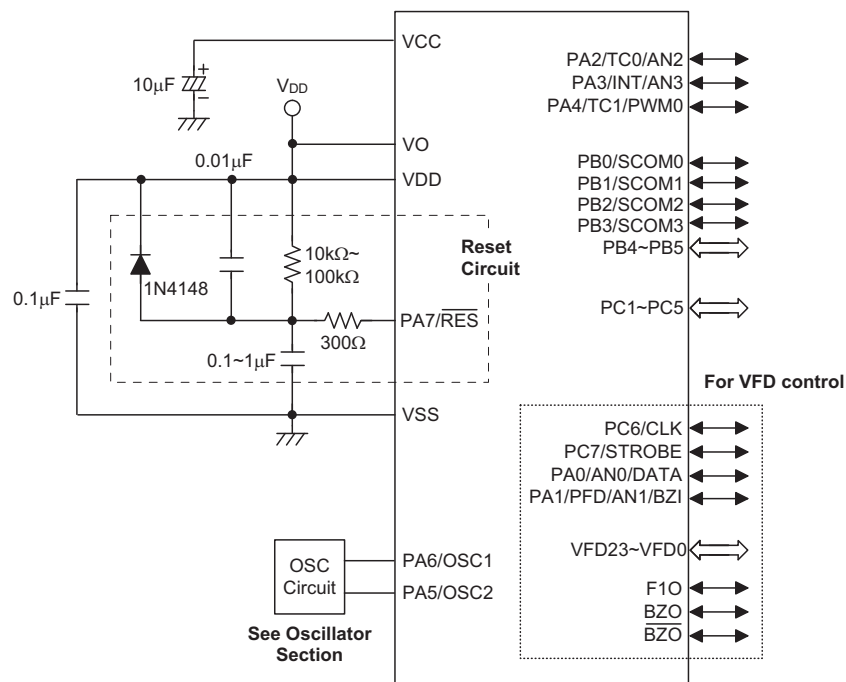 VCC
10μF
+
−
VDD
VO
0.01μF
VDD
10kΩ~
100kΩ
Reset
Circuit
1N4148
0.1μF
PA7/RES
300Ω
0.1~1μF
VSS
OSC
Circuit
PA6/OSC1
PA5/OSC2
See Oscillator
Section
PA2/TC0/AN2
PA3/INT/AN3
PA4/TC1/PWM0
PB0/SCOM0
PB1/SCOM1
PB2/SCOM2
PB3/SCOM3
PB4~PB5
PC1~PC5
For VFD control
PC6/CLK
PC7/STROBE
PA0/AN0/DATA
PA1/PFD/AN1/BZI
VFD23~VFD0
F1O
BZO
BZO